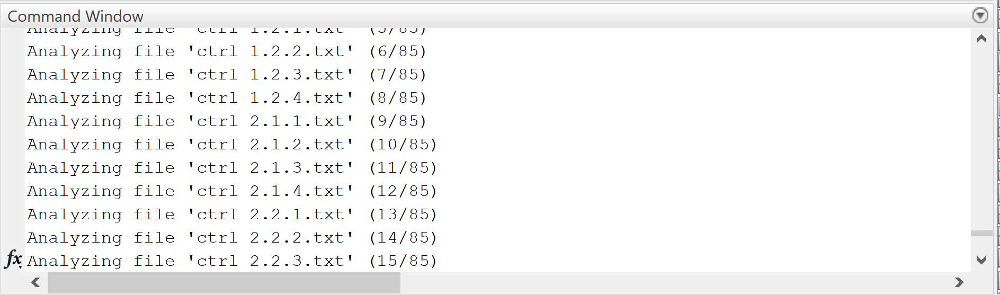 Command Window
Analyzing file 'ctrl 1.2.1.txt' (5/85)
Analyzing file 'ctrl 1.2.2.txt' (6/85)
Analyzing file 'ctrl 1.2.3.txt' (7/85)
Analyzing file 'ctrl 1.2.4.txt' (8/85)
Analyzing file 'ctrl 2.1.1.txt' (9/85)
Analyzing file 'ctrl 2.1.2.txt' (10/85)
Analyzing file 'ctrl 2.1.3.txt' (11/85)
Analyzing file 'ctrl 2.1.4.txt' (12/85)
Analyzing file 'ctrl 2.2.1.txt' (13/85)
Analyzing file 'ctrl 2.2.2.txt' (14/85)
fx Analyzing file 'ctrl 2.2.3.txt' (15/85)